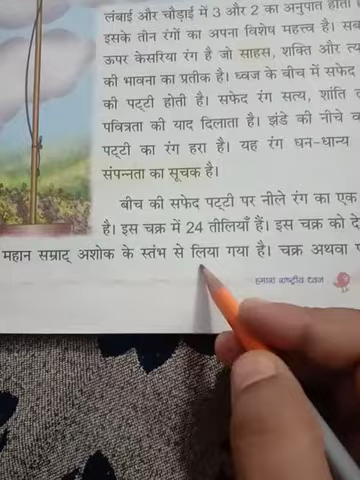 लंबाई और चौड़ाई में 3 और 2 का अनुपात होता
इसके तीन रंगों का अपना विशेष महत्त्व है।
ऊपर केसरिया रंग है जो साहस, शक्ति और
की भावना का प्रतीक है। ध्वज के बीच में सफेद
की पट्टी होती है। सफेद रंग सत्य, शांति
पवित्रता की याद दिलाता है। झंडे की नीचे
पट्टी का रंग हरा है। यह रंग धन-धान्य
संपन्नता का सूचक है।
बीच की सफेद पट्टी पर नीले रंग का एक
है। इस चक्र में 24 तीलियाँ हैं। इस चक्र को
महान सम्राट् अशोक के स्तंभ से लिया गया है। चक्र अथवा
हमारा राष्ट्रीय ध्वज